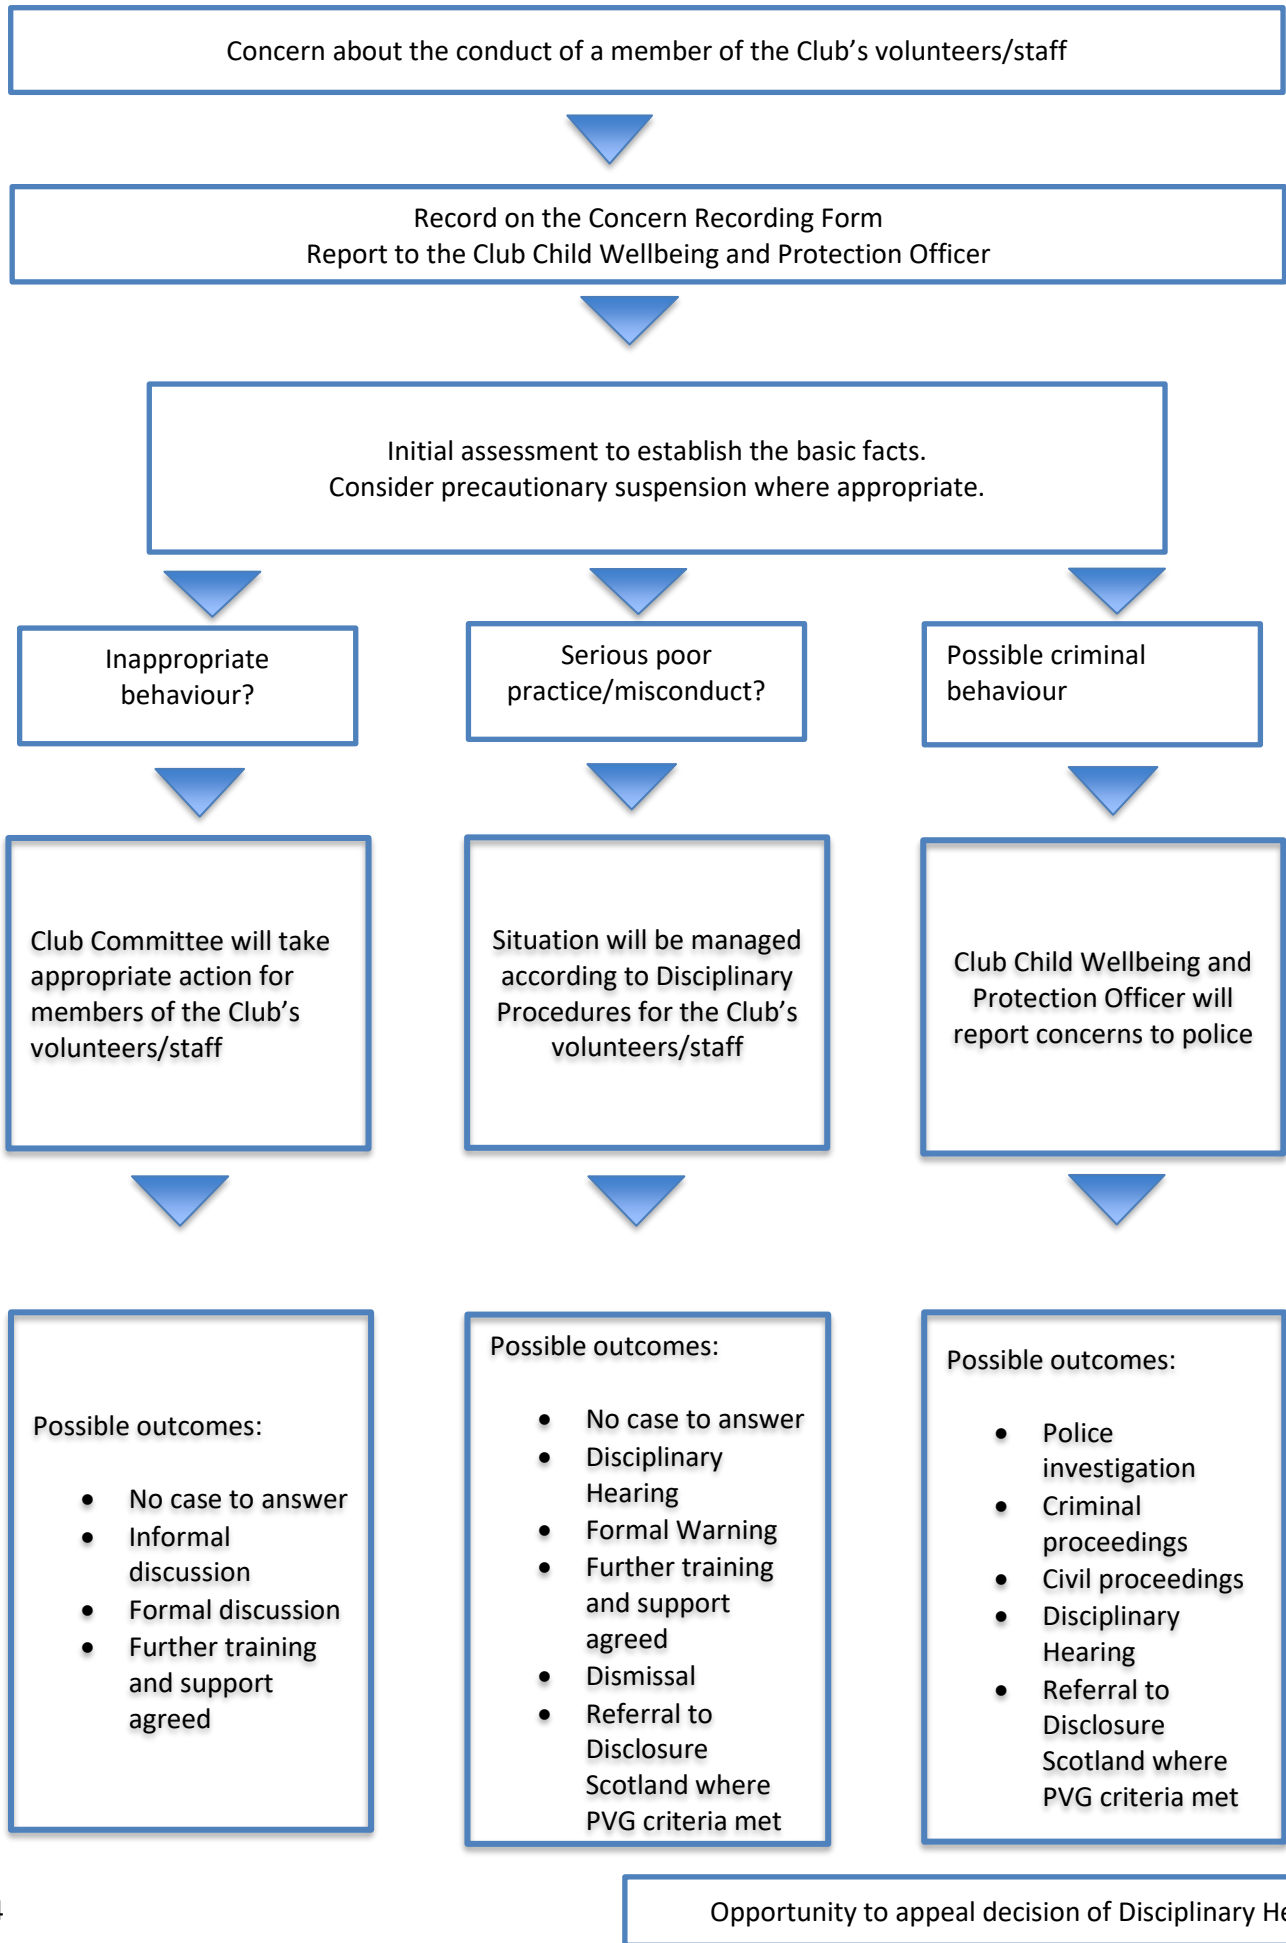 Concern about the conduct of a member of the Club’s volunteers/staff
Record on the Concern Recording Form
Report to the Club Child Wellbeing and Protection Officer
Initial assessment to establish the basic facts.
Consider precautionary suspension where appropriate.
Inappropriate
behaviour?
Serious poor
practice/misconduct?
Possible criminal
behaviour
Club Committee will take
appropriate action for
members of the Club’s
volunteers/staff
Situation will be managed
according to Disciplinary
Procedures for the Club’s
volunteers/staff
Club Child Wellbeing and
Protection Officer will
report concerns to police
Possible outcomes:
• No case to answer
• Informal
discussion
• Formal discussion
• Further training
and support
agreed
Possible outcomes:
• No case to answer
• Disciplinary
Hearing
• Formal Warning
• Further training
and support
agreed
• Dismissal
• Referral to
Disclosure
Scotland where
PVG criteria met
Possible outcomes:
• Police
investigation
• Criminal
proceedings
• Civil proceedings
• Disciplinary
Hearing
• Referral to
Disclosure
Scotland where
PVG criteria met
Opportunity to appeal decision of Disciplinary